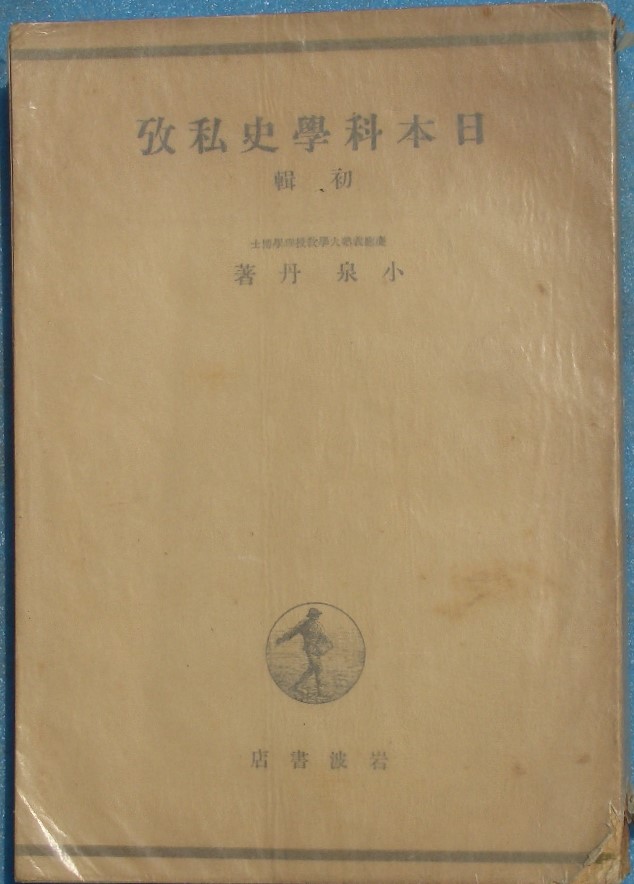 日本科學史私攷
初輯
慶應義塾大學教授理學博士
小泉丹著
岩波書店